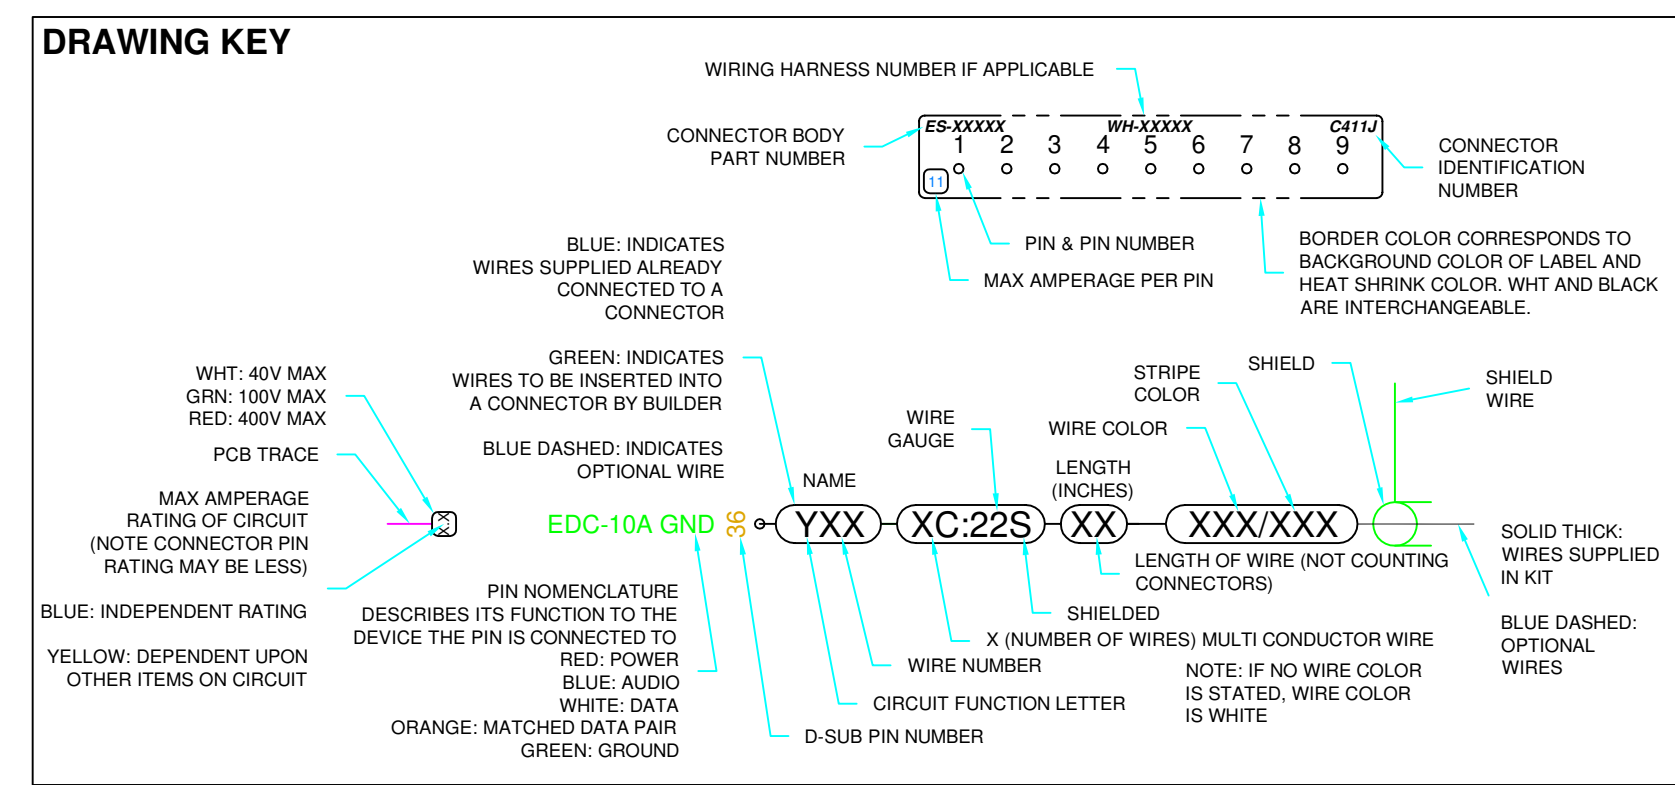 DRAWING KEY
WIRING HARNESS NUMBER IF APPLICABLE
CONNECTOR BODY
PART NUMBER
ES-XXXXX WH-XXXXX C411J
1 2 3 4 5 6 7 8 9
11
CONNECTOR
IDENTIFICATION
NUMBER
PIN & PIN NUMBER
MAX AMPERAGE PER PIN
BORDER COLOR CORRESPONDS TO
BACKGROUND COLOR OF LABEL AND
HEAT SHRINK COLOR. WHT AND BLACK
ARE INTERCHANGEABLE.
BLUE: INDICATES
WIRES SUPPLIED ALREADY
CONNECTED TO A
CONNECTOR
GREEN: INDICATES
WIRES TO BE INSERTED INTO
A CONNECTOR BY BUILDER
BLUE DASHED: INDICATES
OPTIONAL WIRE
WHT: 40V MAX
GRN: 100V MAX
RED: 400V MAX
PCB TRACE
MAX AMPERAGE
RATING OF CIRCUIT
(NOTE CONNECTOR PIN
RATING MAY BE LESS)
BLUE: INDEPENDENT RATING
YELLOW: DEPENDENT UPON
OTHER ITEMS ON CIRCUIT
NAME
WIRE
GAUGE
LENGTH
(INCHES)
WIRE COLOR
STRIPE
COLOR
SHIELD
SHIELD
WIRE
EDC-10A GND 36 YXX XC:22S XX XXX/XXX
SOLID THICK:
WIRES SUPPLIED
IN KIT
BLUE DASHED:
OPTIONAL
WIRES
LENGTH OF WIRE (NOT COUNTING
CONNECTORS)
SHIELDED
X (NUMBER OF WIRES) MULTI CONDUCTOR WIRE
WIRE NUMBER
CIRCUIT FUNCTION LETTER
D-SUB PIN NUMBER
NOTE: IF NO WIRE COLOR
IS STATED, WIRE COLOR
IS WHITE
PIN NOMENCLATURE
DESCRIBES ITS FUNCTION TO THE
DEVICE THE PIN IS CONNECTED TO
RED: POWER
BLUE: AUDIO
WHITE: DATA
ORANGE: MATCHED DATA PAIR
GREEN: GROUND